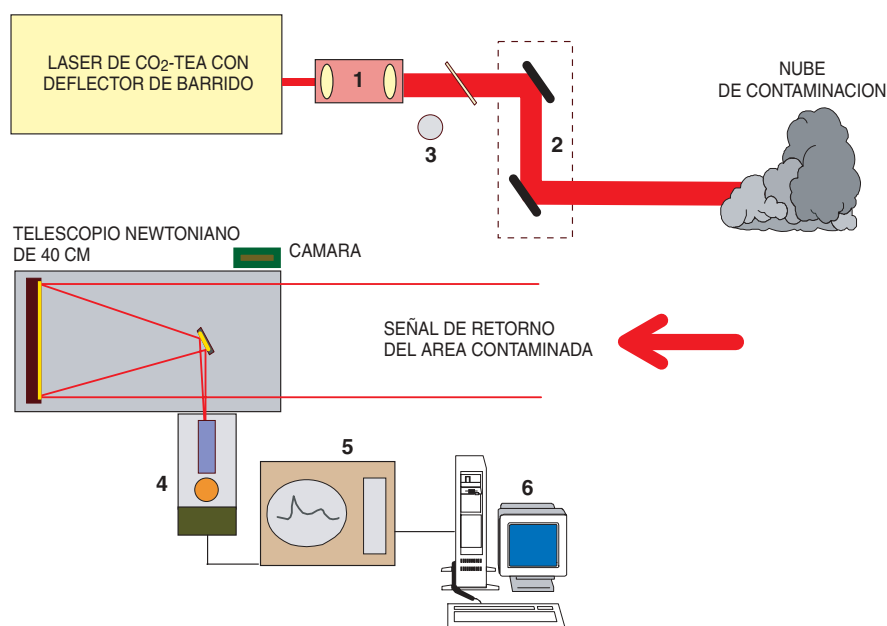 LASER DE CO2-TEA CON
DEFLECTOR DE BARRIDO
1
2
3
NUBE
DE CONTAMINACION
TELESCOPIO NEWTONIANO
DE 40 CM
CAMARA
SEÑAL DE RETORNO
DEL AREA CONTAMINADA
4
5
6